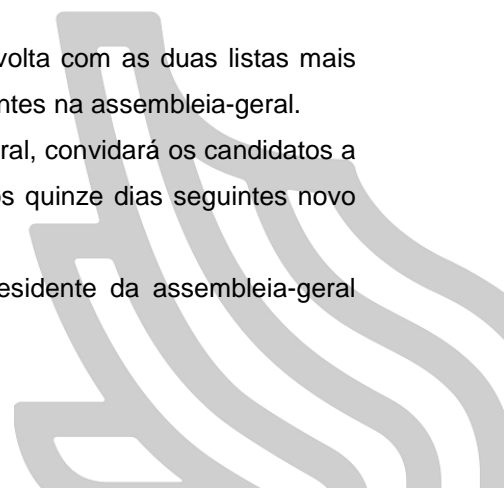 volta com as duas listas mais
ntes na assembleia-geral.
ral, convidará os candidatos a
os quinze dias seguintes novo
esidente da assembleia-geral